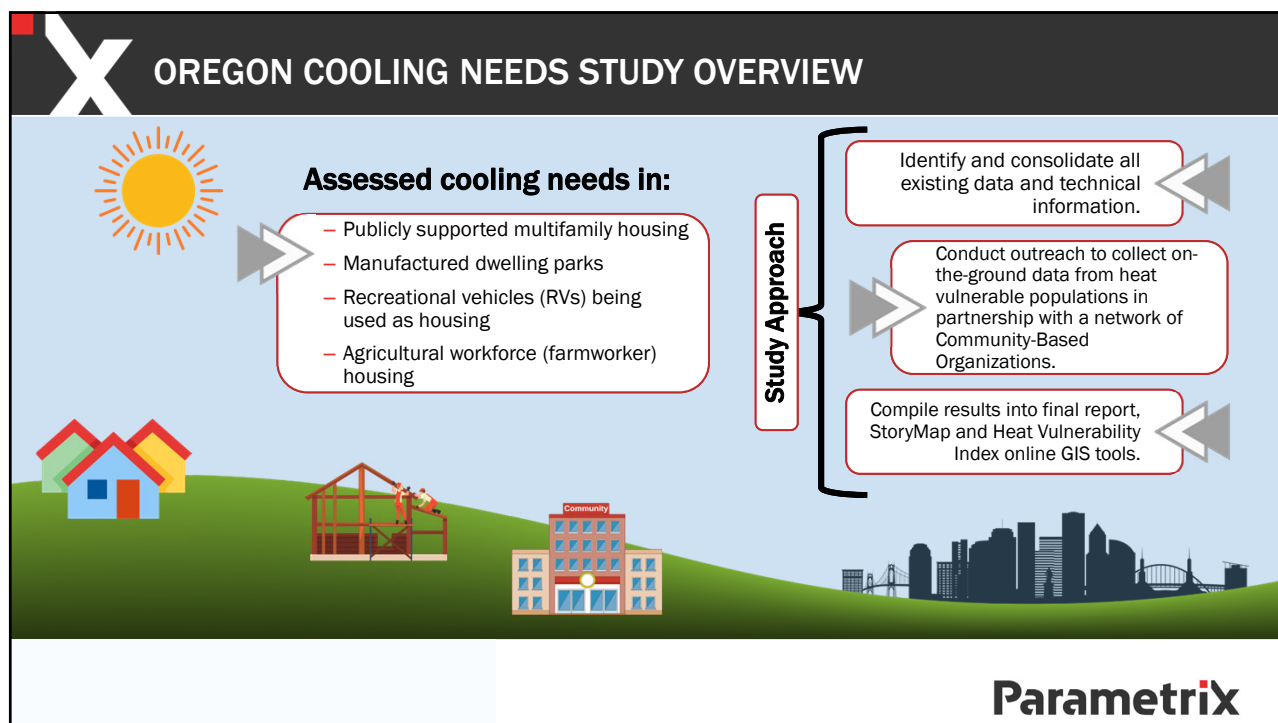 OREGON COOLING NEEDS STUDY OVERVIEW
Assessed cooling needs in:
– Publicly supported multifamily housing
– Manufactured dwelling parks
– Recreational vehicles (RVs) being
used as housing
– Agricultural workforce (farmworker)
housing
Study Approach
Identify and consolidate all
existing data and technical
information.
Conduct outreach to collect on-
the-ground data from heat
vulnerable populations in
partnership with a network of
Community-Based
Organizations.
Compile results into final report,
StoryMap and Heat Vulnerability
Index online GIS tools.
Community
Parametrix